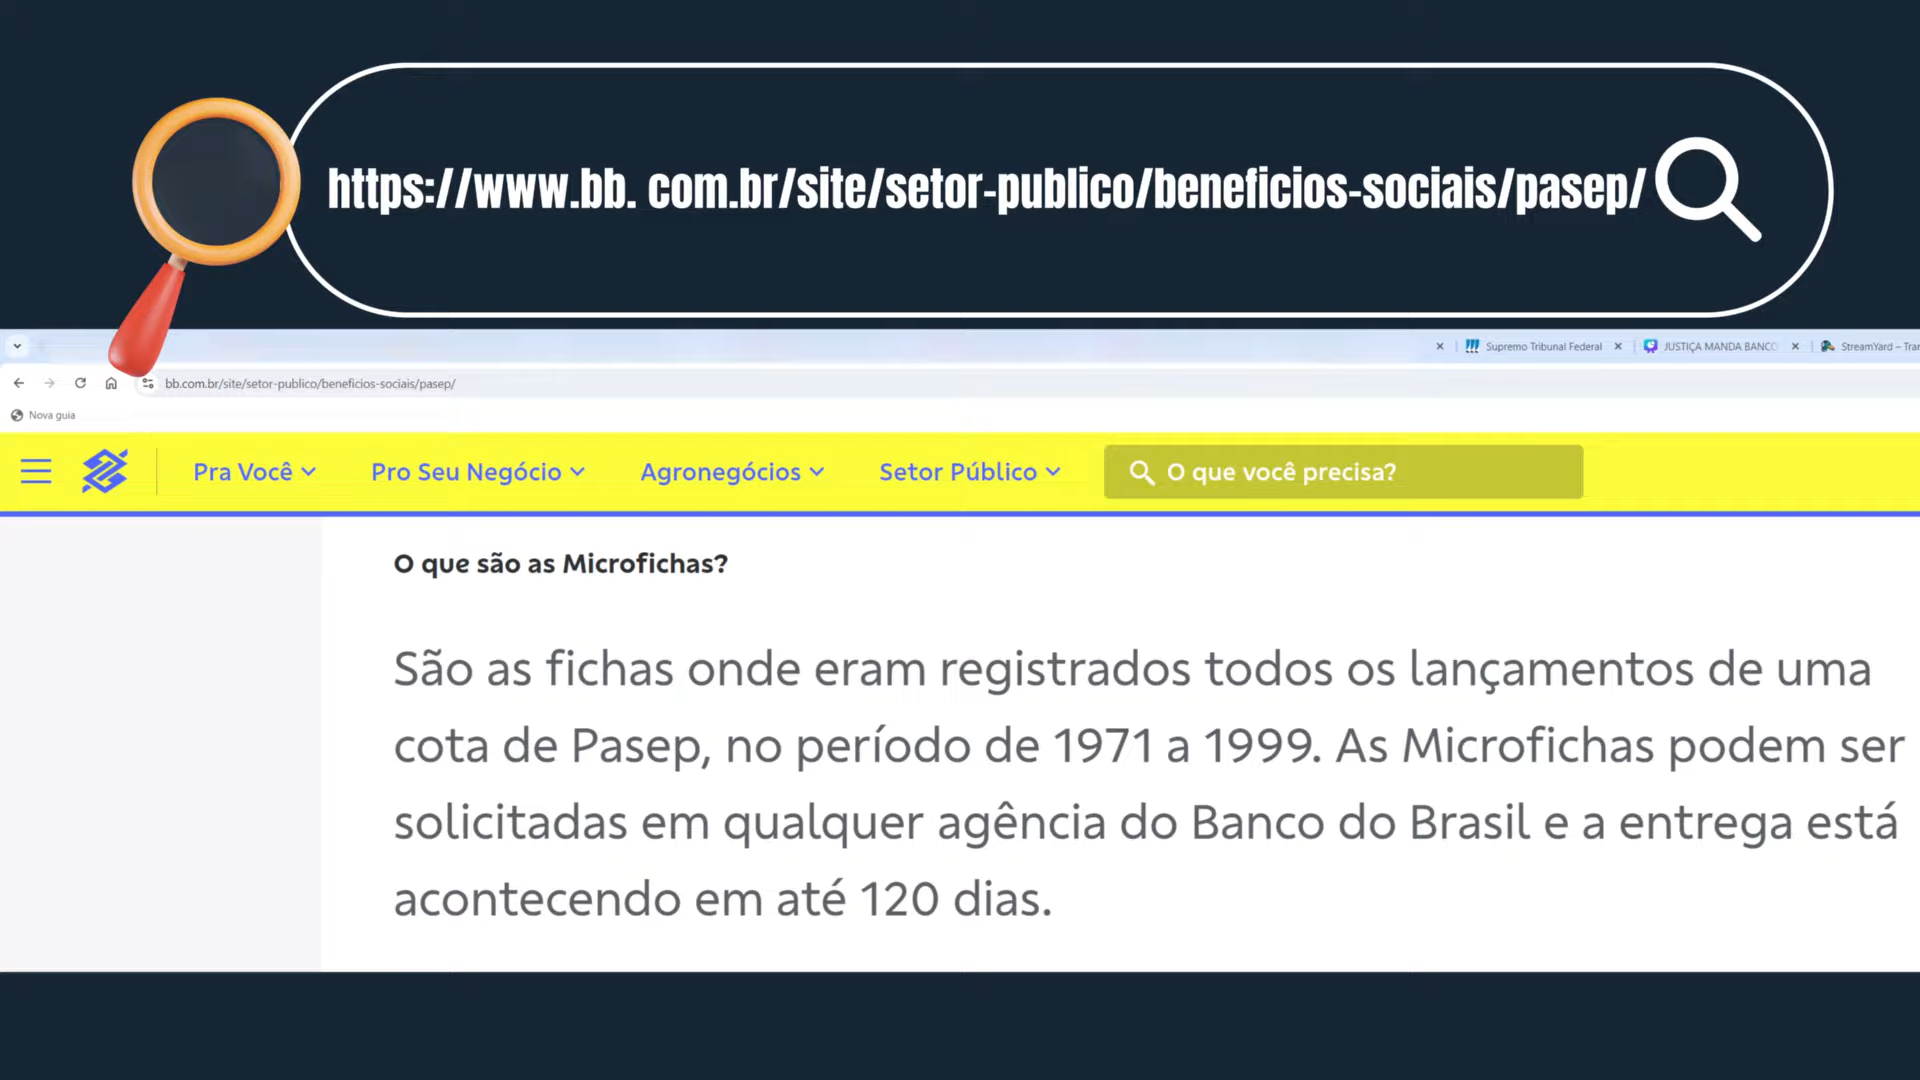 https://www.bb. com.br/site/setor-publico/beneficios-sociais/pasep/
Supremo Tribunal Federal
JUSTIÇA MANDA BANCO
StreamYard – Tran
bb.com.br/site/setor-publico/beneficios-sociais/pasep/
Nova guia
Pra Você
Pro Seu Negócio
Agronegócios
Setor Público
O que você precisa?
O que são as Microfichas?
São as fichas onde eram registrados todos os lançamentos de uma
cota de Pasep, no período de 1971 a 1999. As Microfichas podem ser
solicitadas em qualquer agência do Banco do Brasil e a entrega está
acontecendo em até 120 dias.